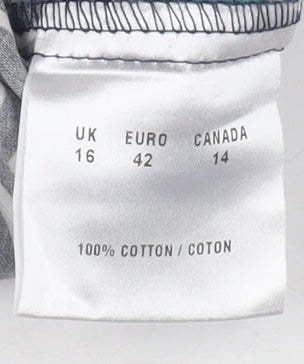 UK EURO CANADA
16 42 14
100% COTTON / COTON